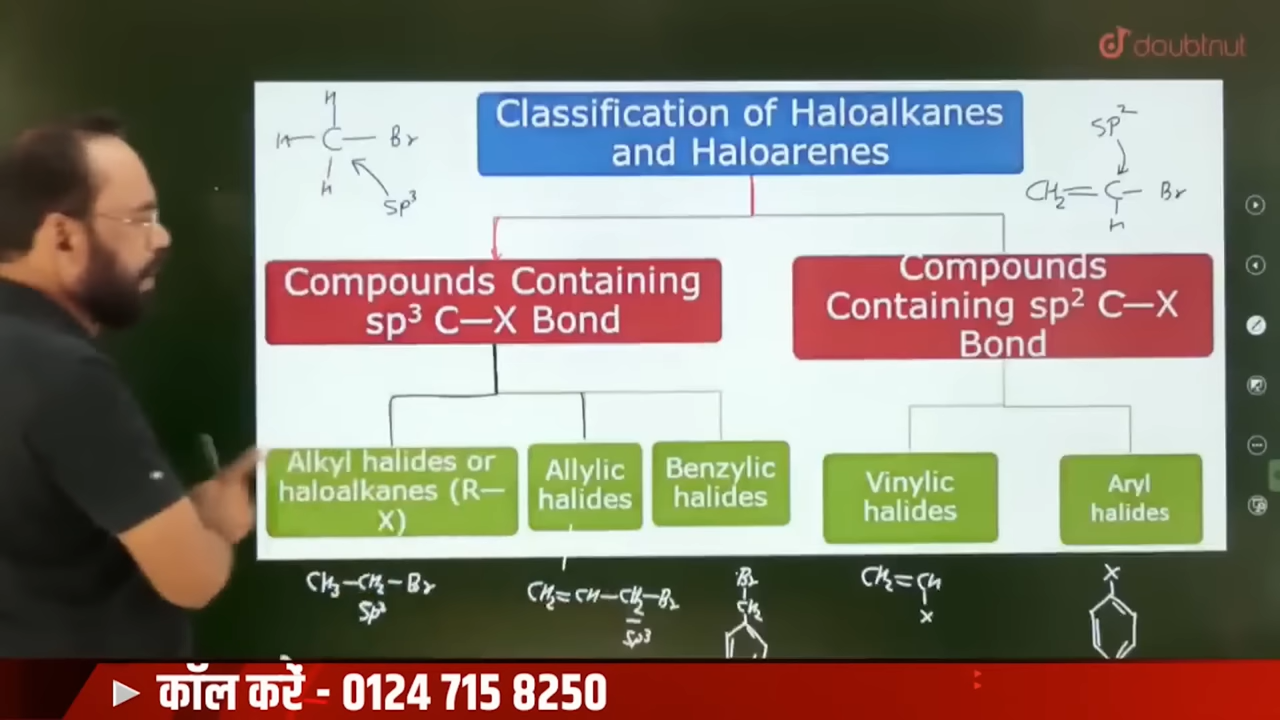 doubtnut
Classification of Haloalkanes
and Haloarenes
H
H—C—Br
H
sp³
sp²
CH₂=C—Br
H
Compounds Containing
sp³ C—X Bond
Compounds
Containing sp² C—X
Bond
Alkyl halides or
haloalkanes (R—
X)
Allylic
halides
Benzylic
halides
Vinylic
halides
Aryl
halides
CH₃—CH₂—Br
sp³
CH₂=CH—CH₂—Br
sp³
Br
CH₂
CH₂=CH
X
X
कॉल करें - 0124 715 8250